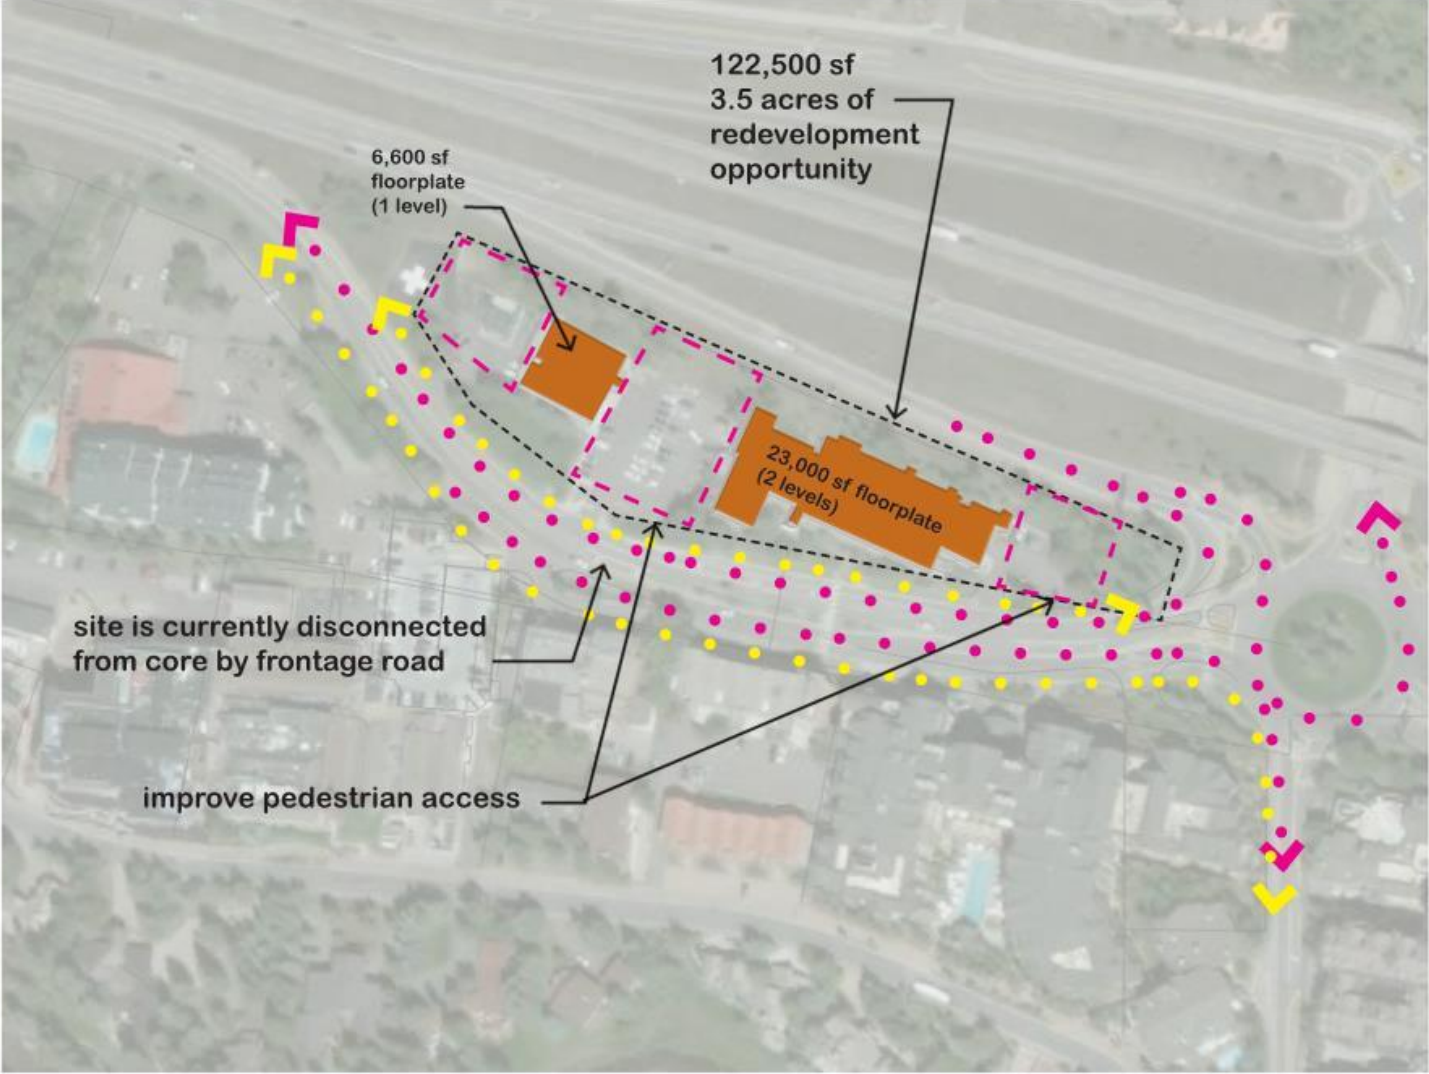 122,500 sf
3.5 acres of
redevelopment
opportunity
6,600 sf
floorplate
(1 level)
23,000 sf floorplate
(2 levels)
site is currently disconnected
from core by frontage road
improve pedestrian access